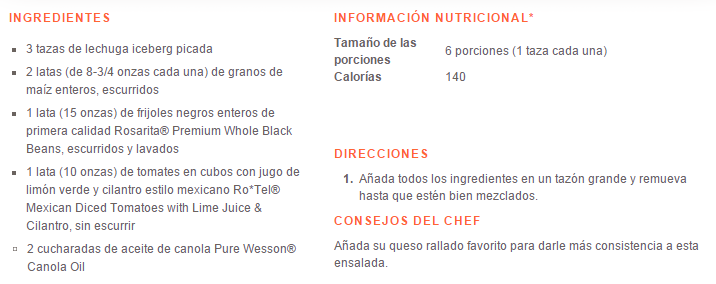 INGREDIENTES
3 tazas de lechuga iceberg picada
2 latas (de 8-3/4 onzas cada una) de granos de
maíz enteros, escurridos
1 lata (15 onzas) de frijoles negros enteros de
primera calidad Rosarita® Premium Whole Black
Beans, escurridos y lavados
1 lata (10 onzas) de tomates en cubos con jugo de
limón verde y cilantro estilo mexicano Ro*Tel®
Mexican Diced Tomatoes with Lime Juice &
Cilantro, sin escurrir
2 cucharadas de aceite de canola Pure Wesson®
Canola Oil
INFORMACIÓN NUTRICIONAL*
Tamaño de las
porciones
6 porciones (1 taza cada una)
Calorías 140
DIRECCIONES
1. Añada todos los ingredientes en un tazón grande y remueva
hasta que estén bien mezclados.
CONSEJOS DEL CHEF
Añada su queso rallado favorito para darle más consistencia a esta
ensalada.